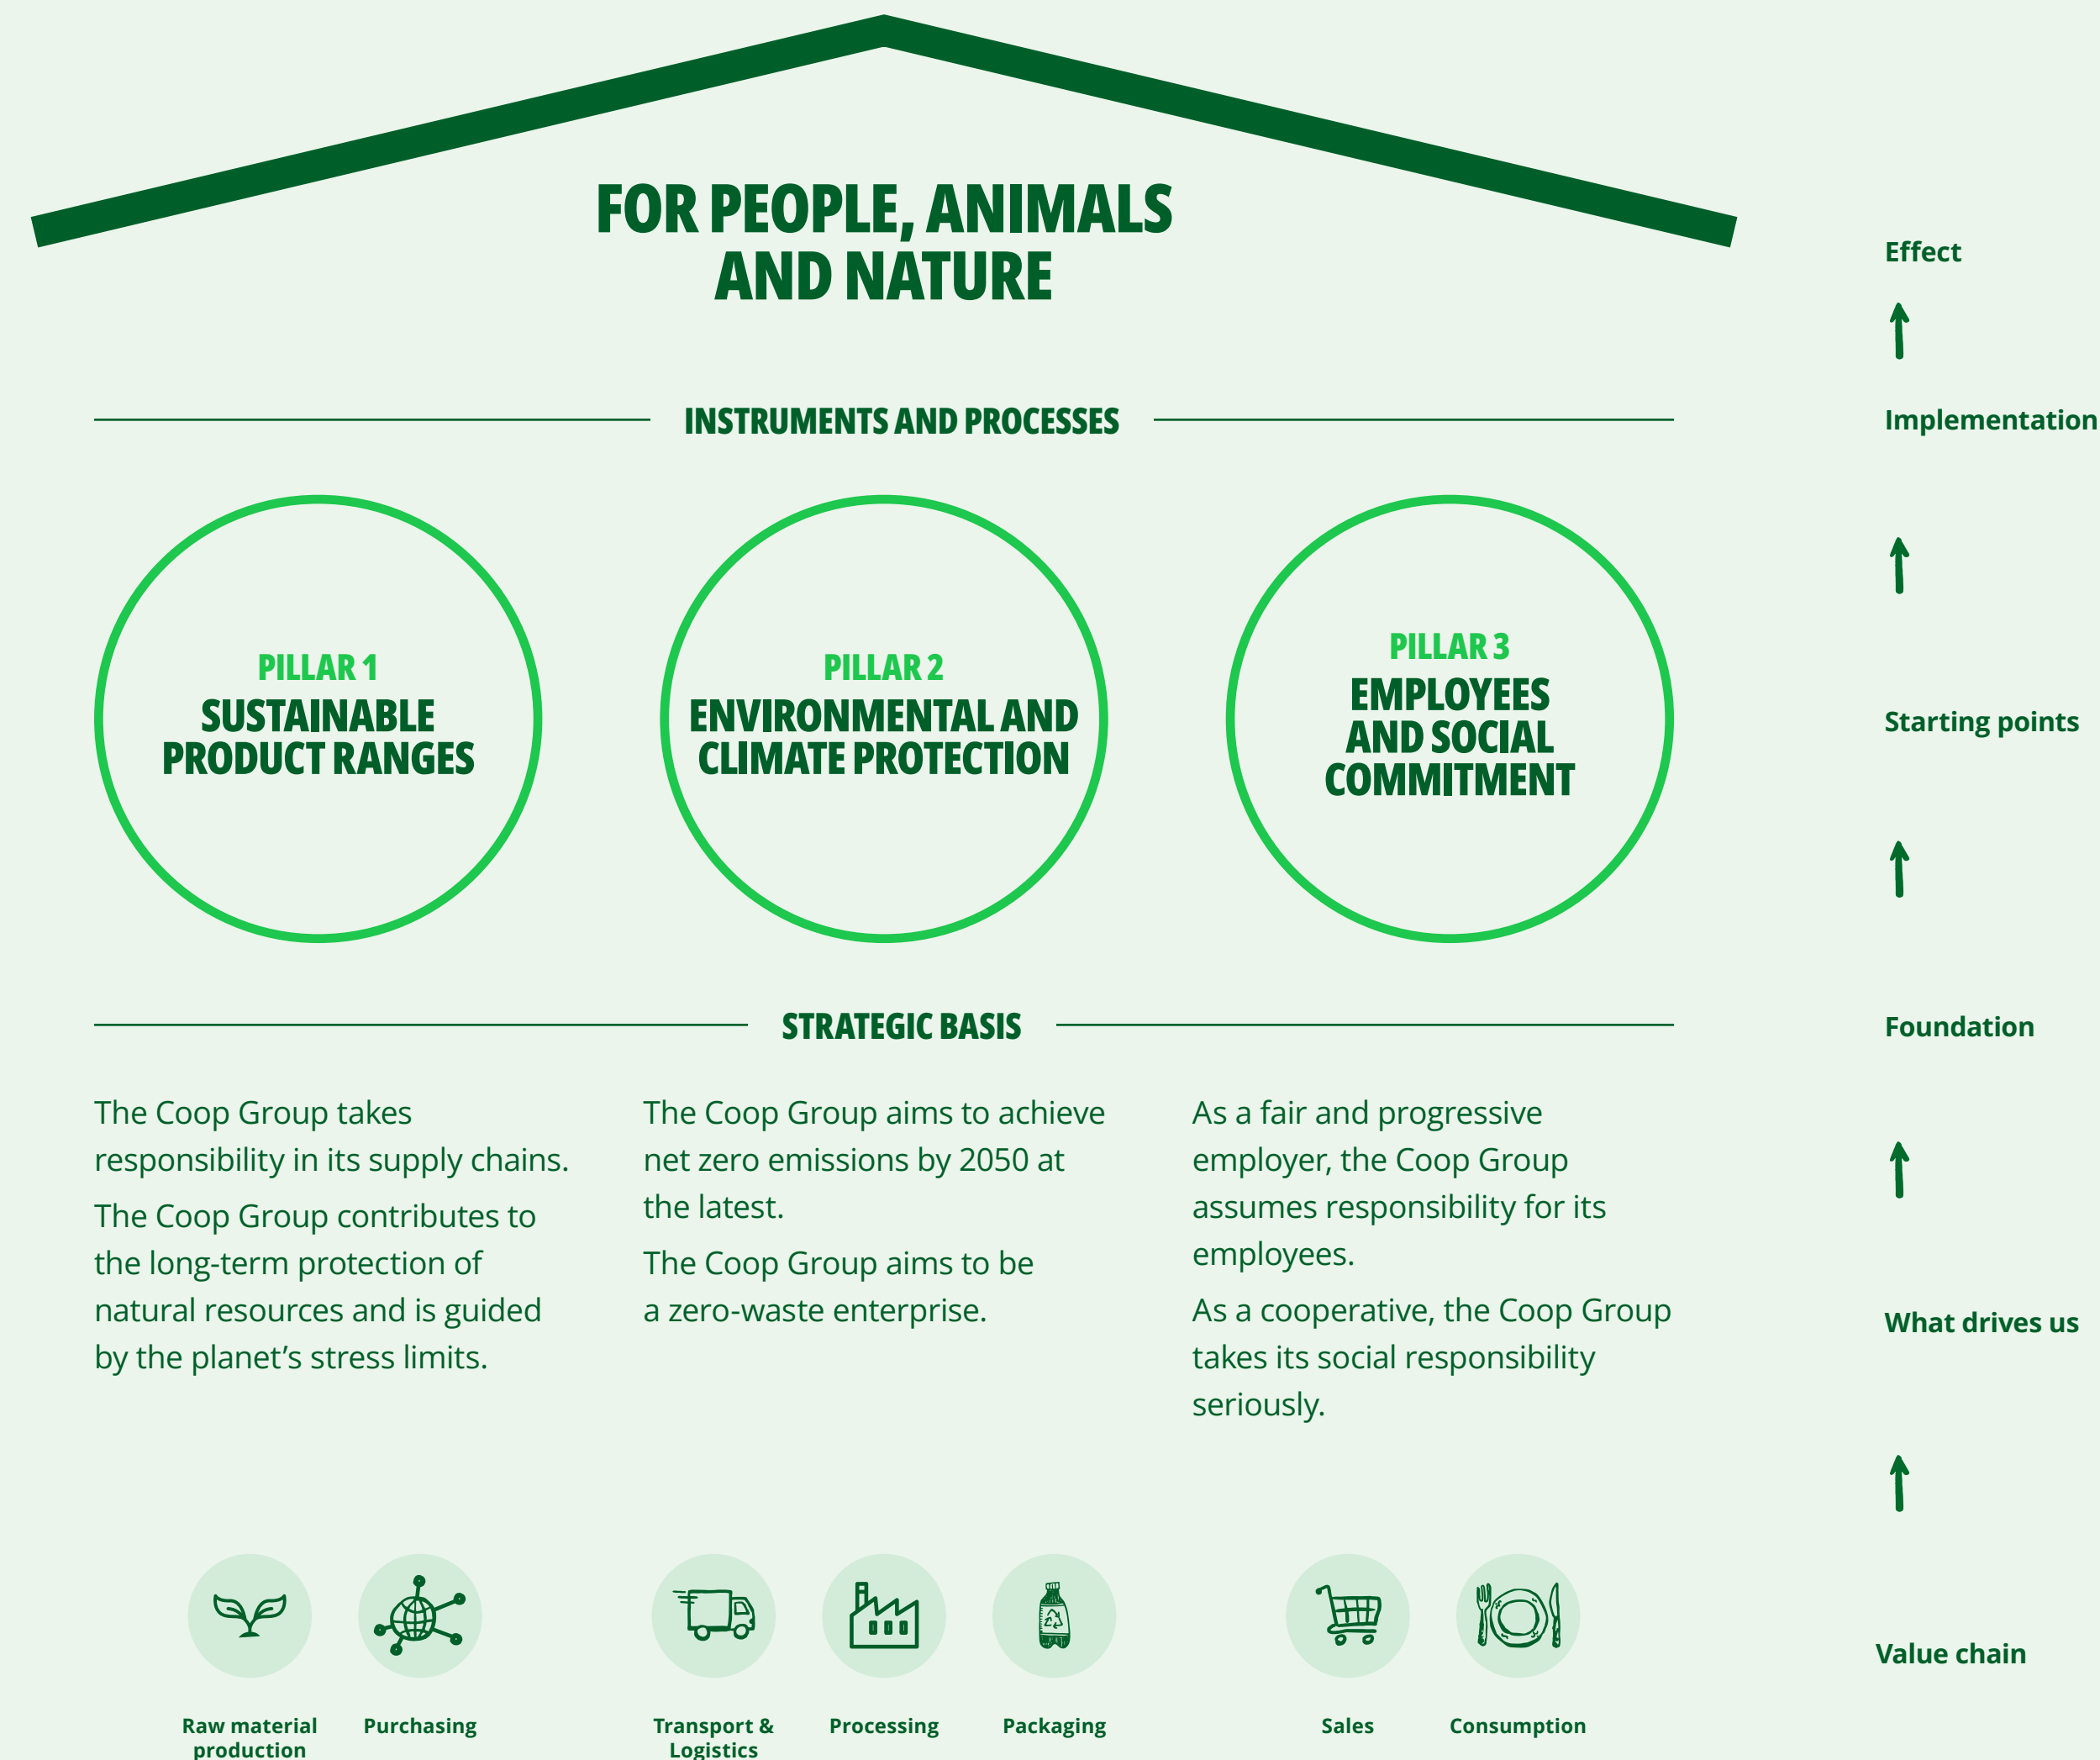 FOR PEOPLE, ANIMALS
AND NATURE
Effect
INSTRUMENTS AND PROCESSES
Implementation
PILLAR 1
SUSTAINABLE
PRODUCT RANGES
PILLAR 2
ENVIRONMENTAL AND
CLIMATE PROTECTION
PILLAR 3
EMPLOYEES
AND SOCIAL
COMMITMENT
Starting points
STRATEGIC BASIS
Foundation
The Coop Group takes
responsibility in its supply chains.
The Coop Group contributes to
the long-term protection of
natural resources and is guided
by the planet’s stress limits.
The Coop Group aims to achieve
net zero emissions by 2050 at
the latest.
The Coop Group aims to be
a zero-waste enterprise.
As a fair and progressive
employer, the Coop Group
assumes responsibility for its
employees.
As a cooperative, the Coop Group
takes its social responsibility
seriously.
What drives us
Value chain
Raw material
production
Purchasing
Transport &
Logistics
Processing
Packaging
Sales
Consumption